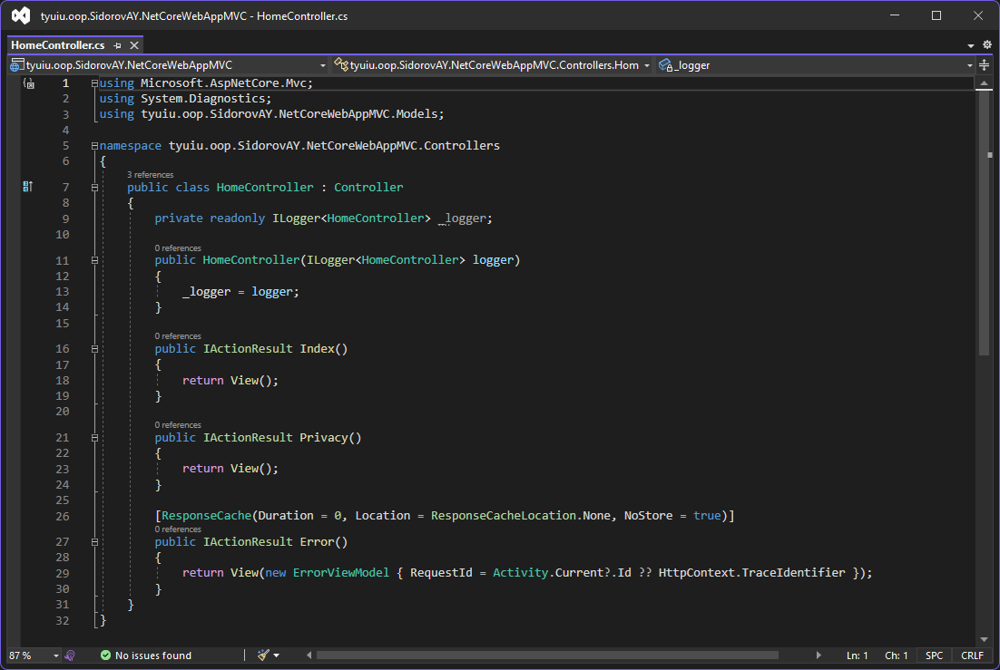 tyuiu.oop.SidorovAY.NetCoreWebAppMVC - HomeController.cs
HomeController.cs
tyuiu.oop.SidorovAY.NetCoreWebAppMVC tyuiu.oop.SidorovAY.NetCoreWebAppMVC.Controllers.Hom _logger
1 using Microsoft.AspNetCore.Mvc;
2 using System.Diagnostics;
3 using tyuiu.oop.SidorovAY.NetCoreWebAppMVC.Models;
4
5 namespace tyuiu.oop.SidorovAY.NetCoreWebAppMVC.Controllers
6 {
3 references
7 public class HomeController : Controller
8 {
9 private readonly ILogger<HomeController> _logger;
10
0 references
11 public HomeController(ILogger<HomeController> logger)
12 {
13 _logger = logger;
14 }
15
0 references
16 public IActionResult Index()
17 {
18 return View();
19 }
20
0 references
21 public IActionResult Privacy()
22 {
23 return View();
24 }
25
26 [ResponseCache(Duration = 0, Location = ResponseCacheLocation.None, NoStore = true)]
0 references
27 public IActionResult Error()
28 {
29 return View(new ErrorViewModel { RequestId = Activity.Current?.Id ?? HttpContext.TraceIdentifier });
30 }
31 }
32 }
87 % No issues found Ln: 1 Ch: 1 SPC CRLF